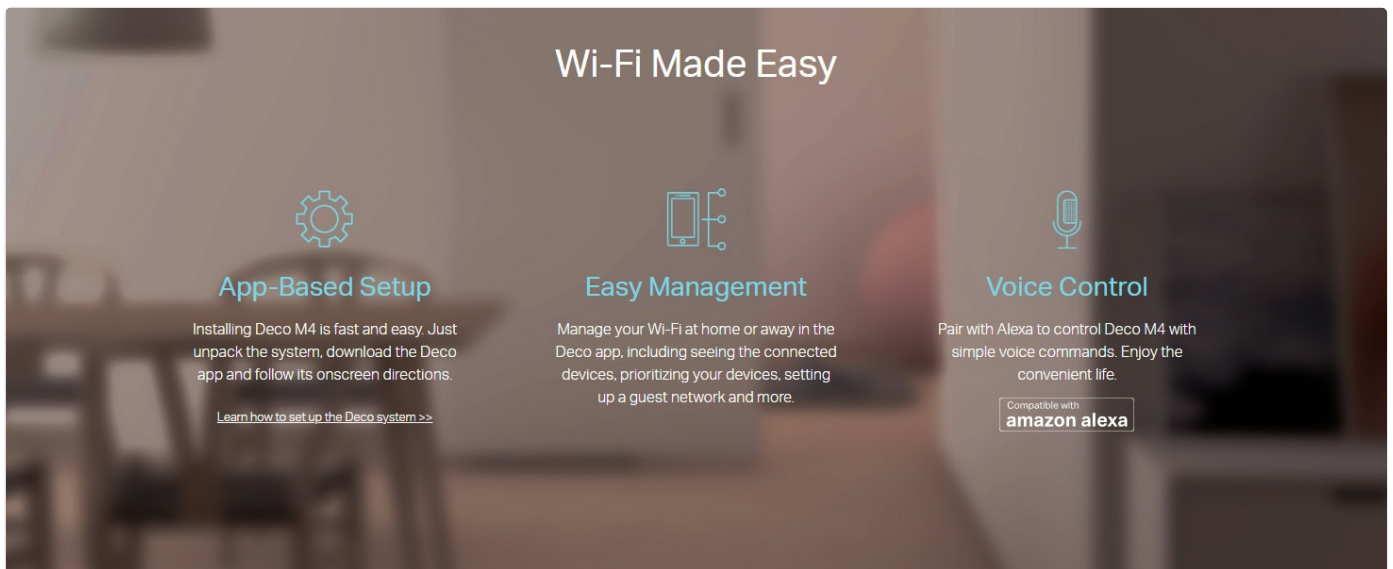 Wi-Fi Made Easy
App-Based Setup
Installing Deco M4 is fast and easy. Just
unpack the system, download the Deco
app and follow its onscreen directions.
Learn how to set up the Deco system >>
Easy Management
Manage your Wi-Fi at home or away in the
Deco app, including seeing the connected
devices, prioritizing your devices, setting
up a guest network and more.
Voice Control
Pair with Alexa to control Deco M4 with
simple voice commands. Enjoy the
convenient life.
Compatible with
amazon alexa